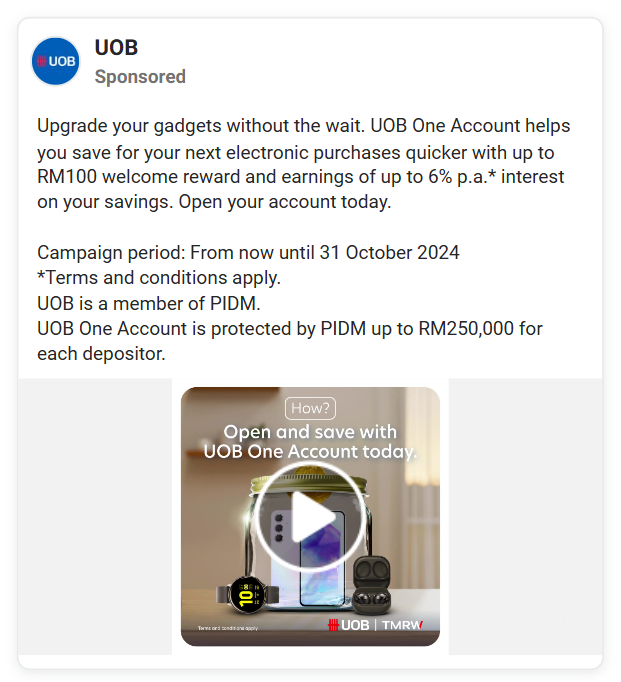 UOB
UOB
Sponsored
Upgrade your gadgets without the wait. UOB One Account helps
you save for your next electronic purchases quicker with up to
RM100 welcome reward and earnings of up to 6% p.a.* interest
on your savings. Open your account today.
Campaign period: From now until 31 October 2024
*Terms and conditions apply.
UOB is a member of PIDM.
UOB One Account is protected by PIDM up to RM250,000 for
each depositor.
How?
Open and save with
UOB One Account today.
10
Terms and conditions apply
UOB | TMRW